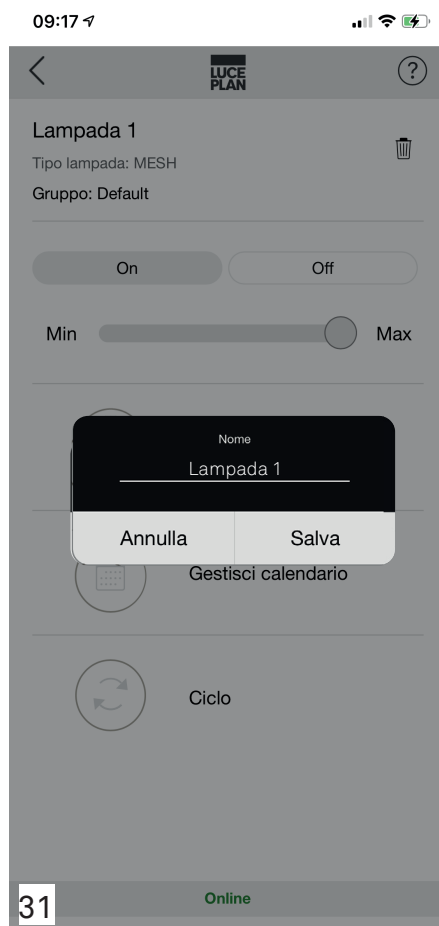 09:17
LUCE
PLAN
?
Lampada 1
Tipo lampada: MESH
Gruppo: Default
On
Off
Min
Max
Nome
Lampada 1
Annulla
Salva
Gestisci calendario
Ciclo
Online
31